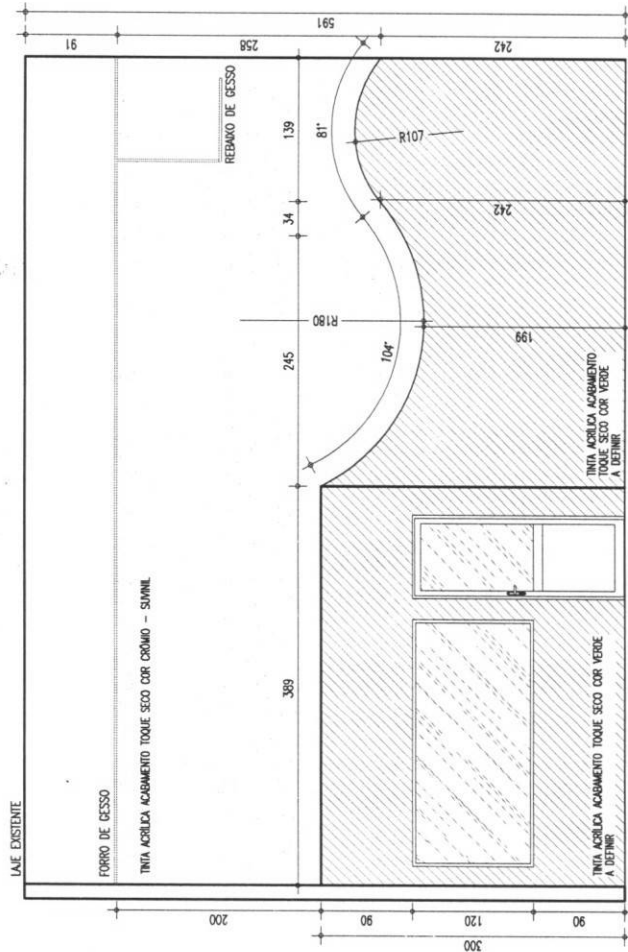 LAJE EXISTENTE
591
91
258
242
FORRO DE GESSO
REBAIXO DE GESSO
TINTA ACRÍLICA ACABAMENTO TOQUE SECO COR CRÔMIO – SUVINIL
389
245
34
139
81°
R107
R180
104°
242
199
TINTA ACRÍLICA ACABAMENTO
TOQUE SECO COR VERDE
A DEFINIR
TINTA ACRÍLICA ACABAMENTO TOQUE SECO COR VERDE
A DEFINIR
200
90
120
90
300